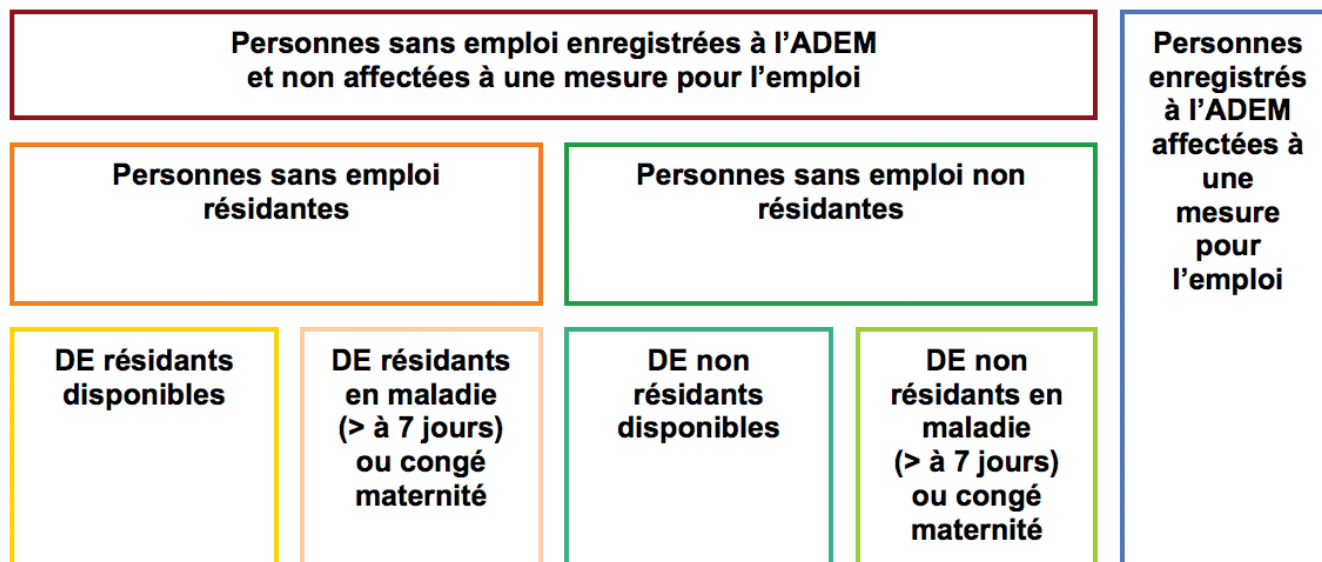 Personnes sans emploi enregistrées à l'ADEM
et non affectées à une mesure pour l'emploi
Personnes
enregistrés
à l'ADEM
affectées à
une
mesure
pour
l'emploi
Personnes sans emploi
résidantes
Personnes sans emploi non
résidantes
DE résidants
disponibles
DE résidants
en maladie
(> à 7 jours)
ou congé
maternité
DE non
résidants
disponibles
DE non
résidants en
maladie
(> à 7 jours)
ou congé
maternité